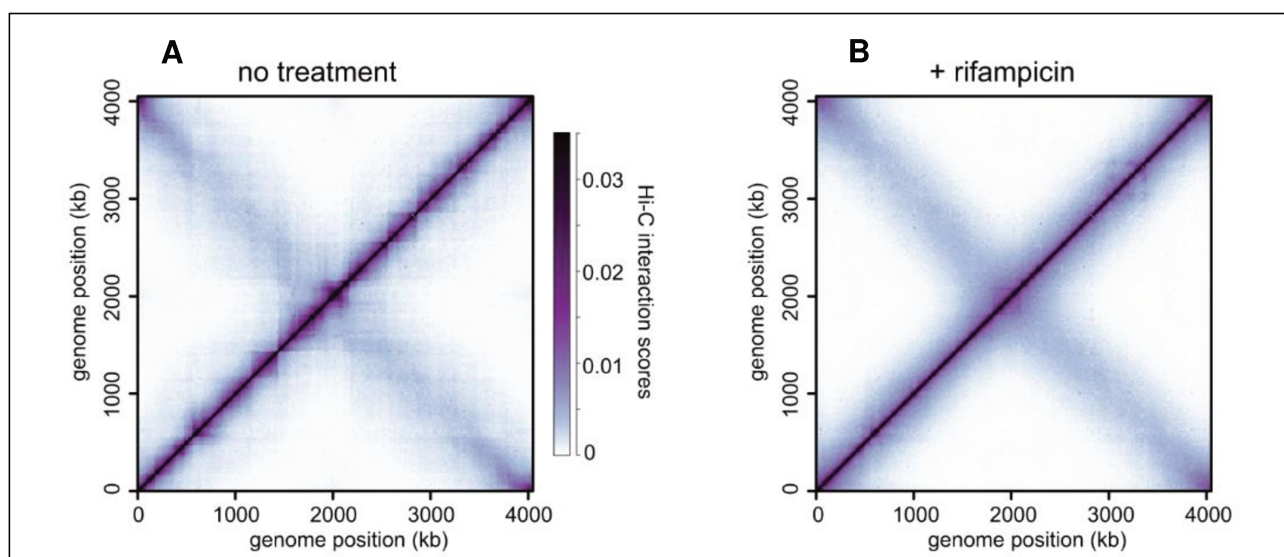 A
no treatment
genome position (kb)
4000
3000
2000
1000
0
0 1000 2000 3000 4000
genome position (kb)
0.03
0.02
0.01
0
Hi-C interaction scores
B
+ rifampicin
genome position (kb)
4000
3000
2000
1000
0
0 1000 2000 3000 4000
genome position (kb)